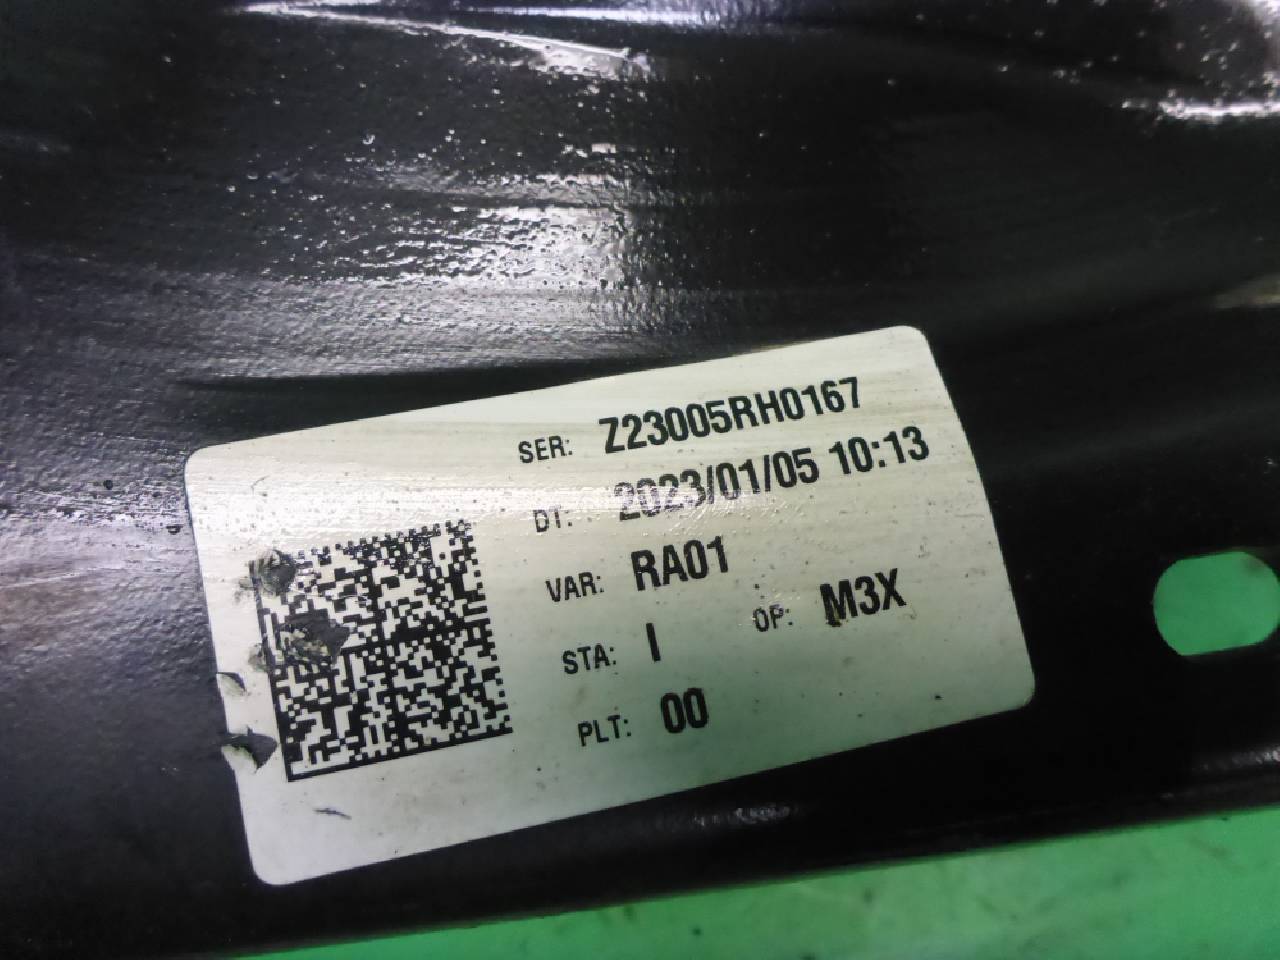 SER: Z23005RH0167
DT: 2023/01/05 10:13
VAR: RA01
STA: I OP: M3X
PLT: 00